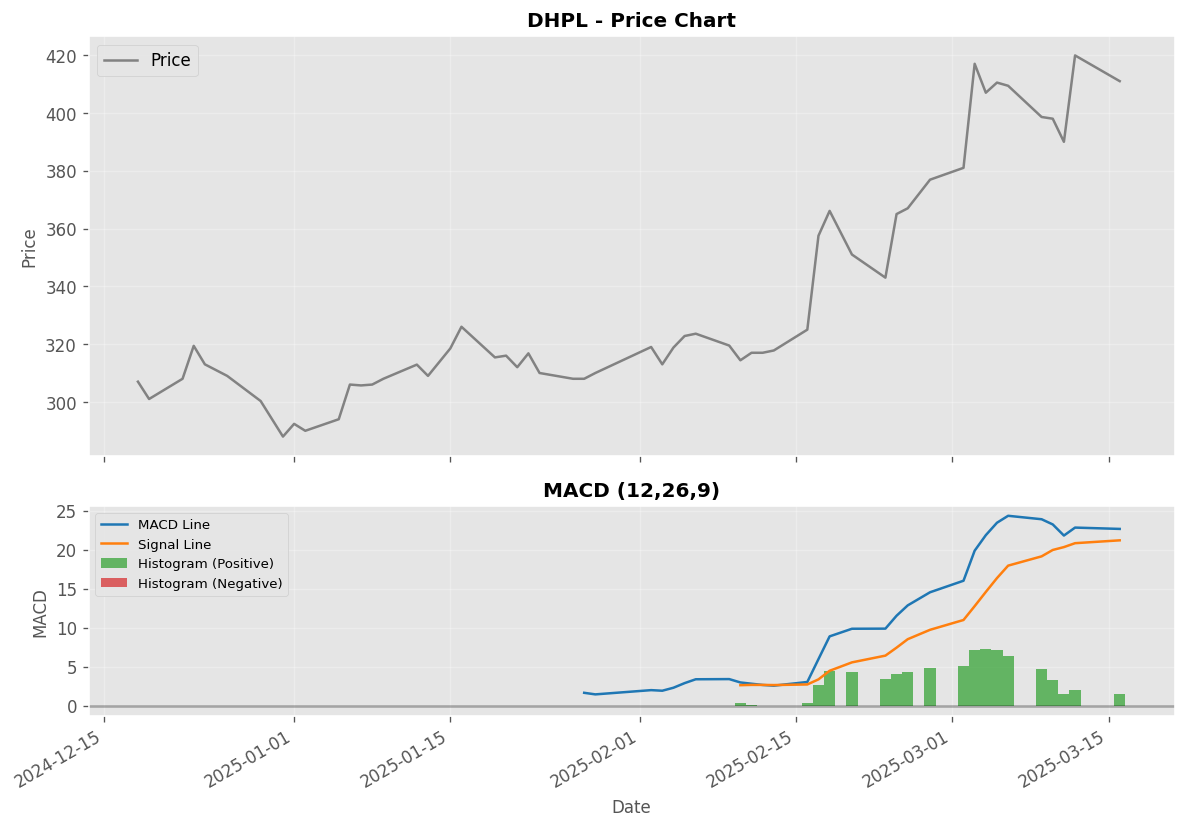 DHPL - Price Chart
Price
420
400
380
360
340
320
300
Price
MACD (12,26,9)
MACD Line
Signal Line
Histogram (Positive)
Histogram (Negative)
25
20
15
10
5
0
MACD
2024-12-15
2025-01-01
2025-01-15
2025-02-01
2025-02-15
2025-03-01
2025-03-15
Date